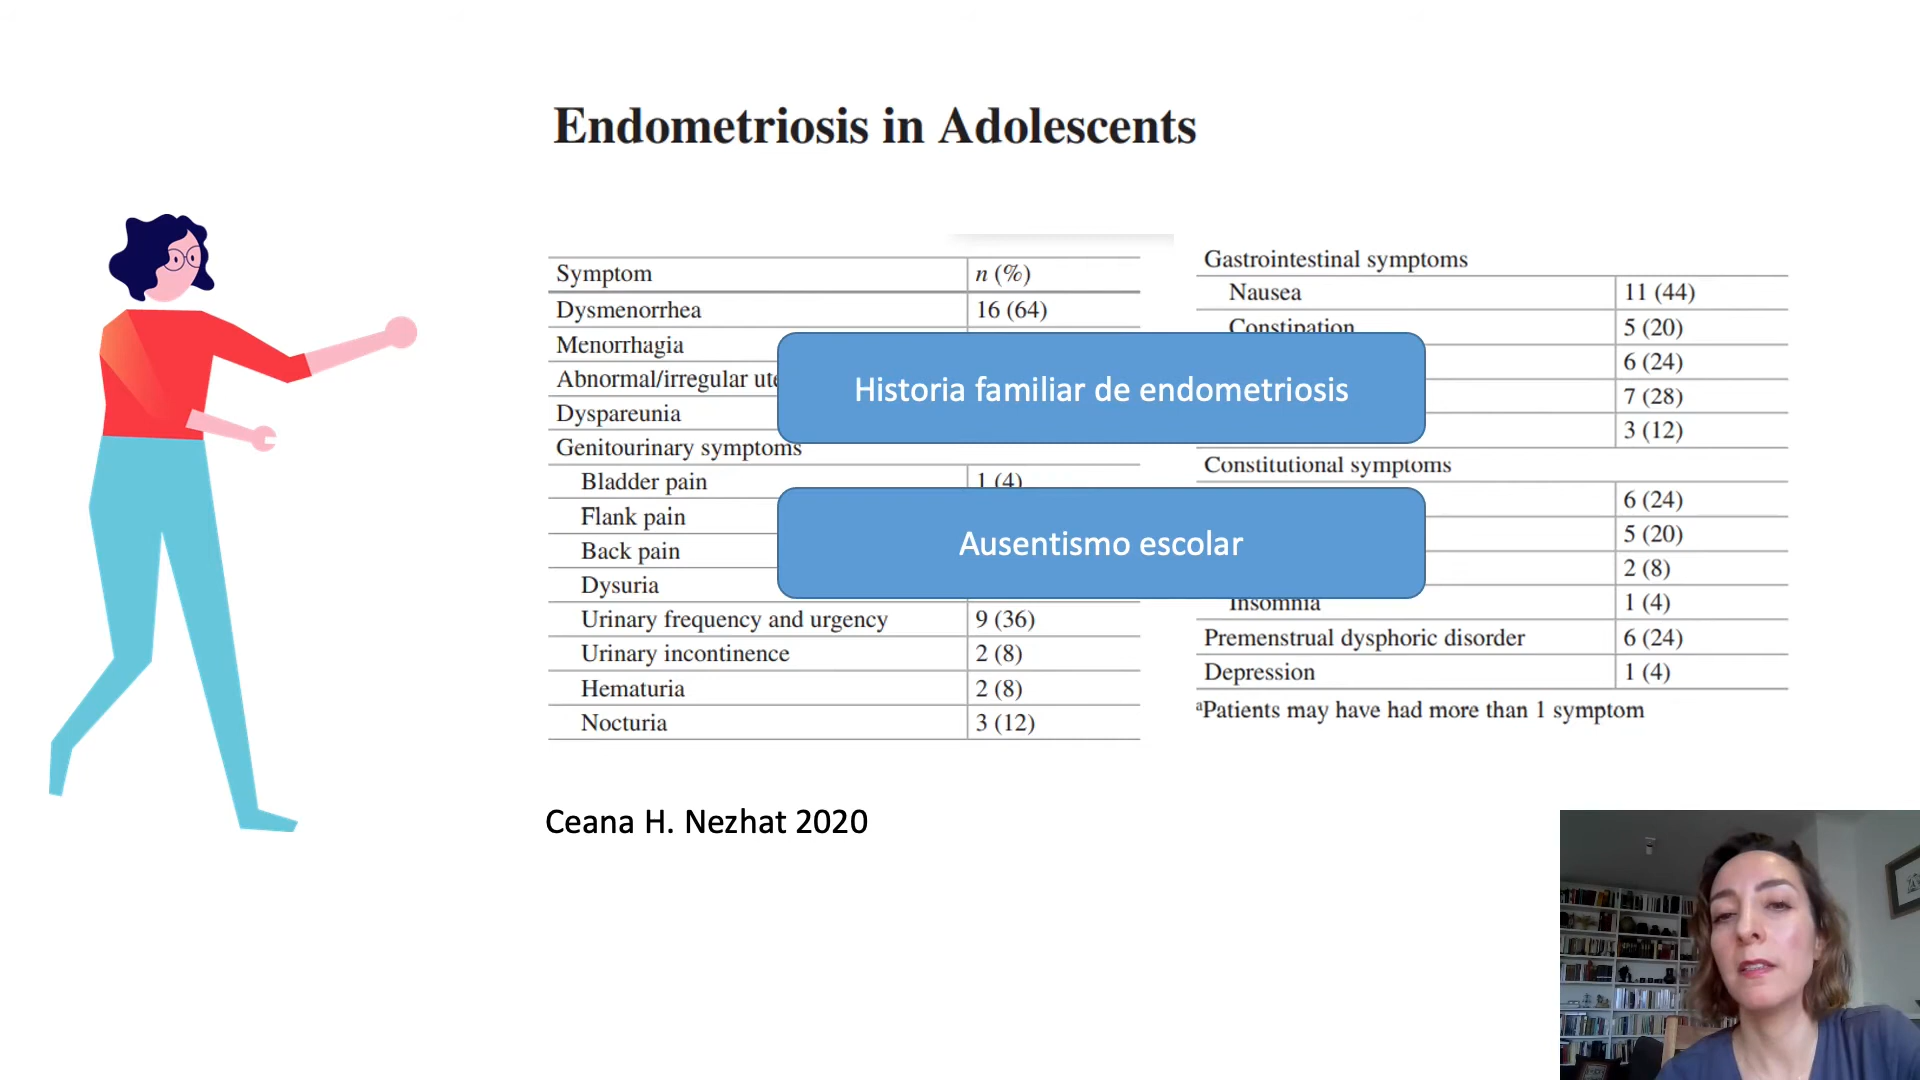 Endometriosis in Adolescents
Symptom n (%)
Dysmenorrhea 16 (64)
Menorrhagia
Abnormal/irregular
Dyspareunia
Genitourinary symptoms
Bladder pain 1 (4)
Flank pain
Back pain
Dysuria
Urinary frequency and urgency 9 (36)
Urinary incontinence 2 (8)
Hematuria 2 (8)
Nocturia 3 (12)
Gastrointestinal symptoms
Nausea 11 (44)
Constipation 5 (20)
6 (24)
7 (28)
3 (12)
Constitutional symptoms
6 (24)
5 (20)
2 (8)
Insomnia 1 (4)
Premenstrual dysphoric disorder 6 (24)
Depression 1 (4)
ᵃPatients may have had more than 1 symptom
Historia familiar de endometriosis
Ausentismo escolar
Ceana H. Nezhat 2020